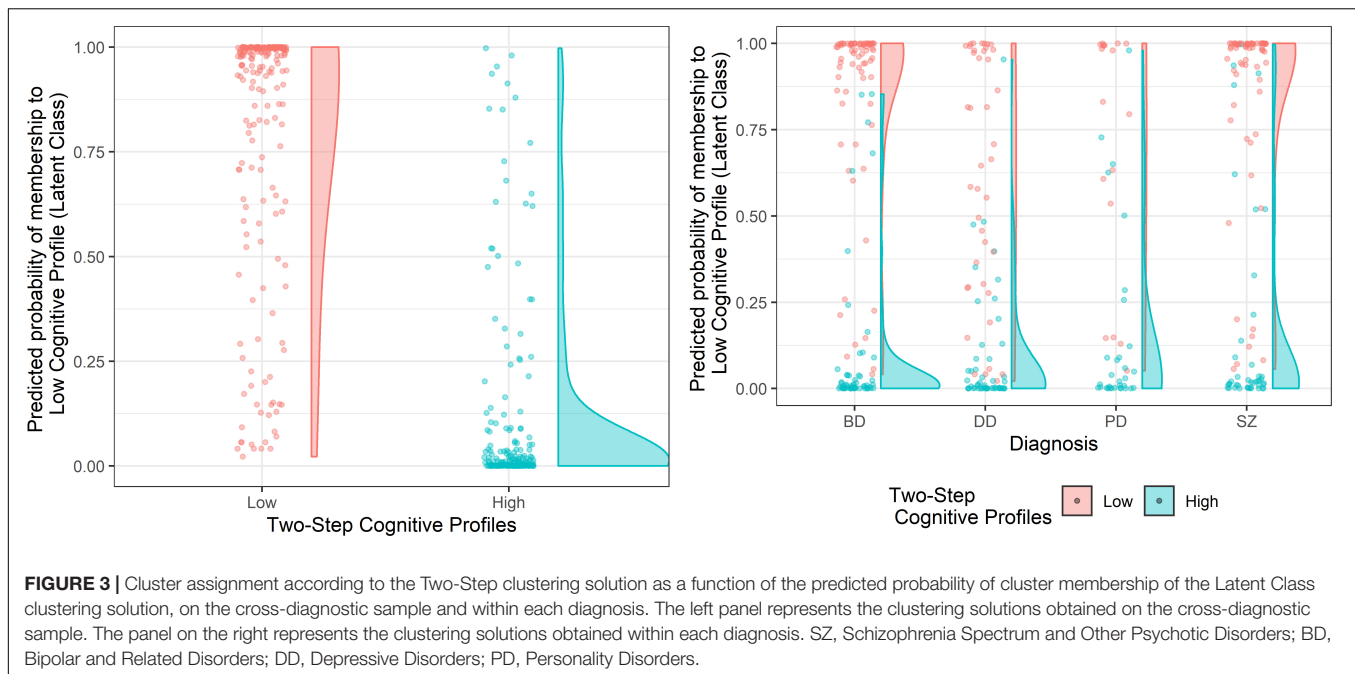 Predicted probability of membership to
Low Cognitive Profile (Latent Class)
1.00
0.75
0.50
0.25
0.00
Low
High
Two-Step Cognitive Profiles
Predicted probability of membership to
Low Cognitive Profile (Latent Class)
1.00
0.75
0.50
0.25
0.00
BD
DD
PD
SZ
Diagnosis
Two-Step
Cognitive Profiles
Low
High
FIGURE 3 | Cluster assignment according to the Two-Step clustering solution as a function of the predicted probability of cluster membership of the Latent Class
clustering solution, on the cross-diagnostic sample and within each diagnosis. The left panel represents the clustering solutions obtained on the cross-diagnostic
sample. The panel on the right represents the clustering solutions obtained within each diagnosis. SZ, Schizophrenia Spectrum and Other Psychotic Disorders; BD,
Bipolar and Related Disorders; DD, Depressive Disorders; PD, Personality Disorders.